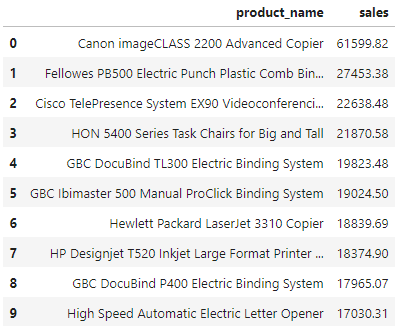 product_name sales
0 Canon imageCLASS 2200 Advanced Copier 61599.82
1 Fellowes PB500 Electric Punch Plastic Comb Bin... 27453.38
2 Cisco TelePresence System EX90 Videoconferenci... 22638.48
3 HON 5400 Series Task Chairs for Big and Tall 21870.58
4 GBC DocuBind TL300 Electric Binding System 19823.48
5 GBC Ibimaster 500 Manual ProClick Binding System 19024.50
6 Hewlett Packard LaserJet 3310 Copier 18839.69
7 HP Designjet T520 Inkjet Large Format Printer ... 18374.90
8 GBC DocuBind P400 Electric Binding System 17965.07
9 High Speed Automatic Electric Letter Opener 17030.31